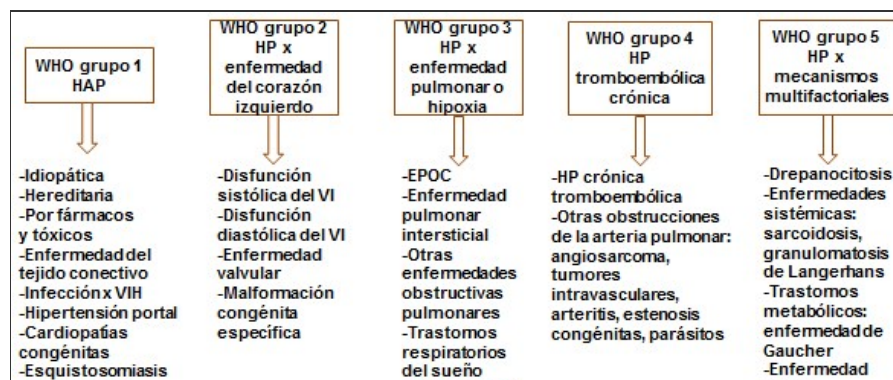 WHO grupo 1
HAP
-Idiopática
-Hereditaria
-Por fármacos
y tóxicos
-Enfermedad del
tejido conectivo
-Infección x VIH
-Hipertensión portal
-Cardiopatías
congénitas
-Esquistosomiasis
WHO grupo 2
HP x
enfermedad
del corazón
izquierdo
-Disfunción
sistólica del VI
-Disfunción
diastólica del VI
-Enfermedad
valvular
-Malformación
congénita
específica
WHO grupo 3
HP x
enfermedad
pulmonar o
hipoxia
-EPOC
-Enfermedad
pulmonar
intersticial
-Otras
enfermedades
obstructivas
pulmonares
-Trastornos
respiratorios
del sueño
WHO grupo 4
HP
tromboembólica
crónica
-HP crónica
tromboembólica
-Otras obstrucciones
de la arteria pulmonar:
angiosarcoma,
tumores
intravasculares,
arteritis, estenosis
congénitas, parásitos
WHO grupo 5
HP x
mecanismos
multifactoriales
-Drepanocitosis
-Enfermedades
sistémicas:
sarcoidosis,
granulomatosis
de Langerhans
-Trastomos
metabólicos:
enfermedad de
Gaucher
-Enfermedad